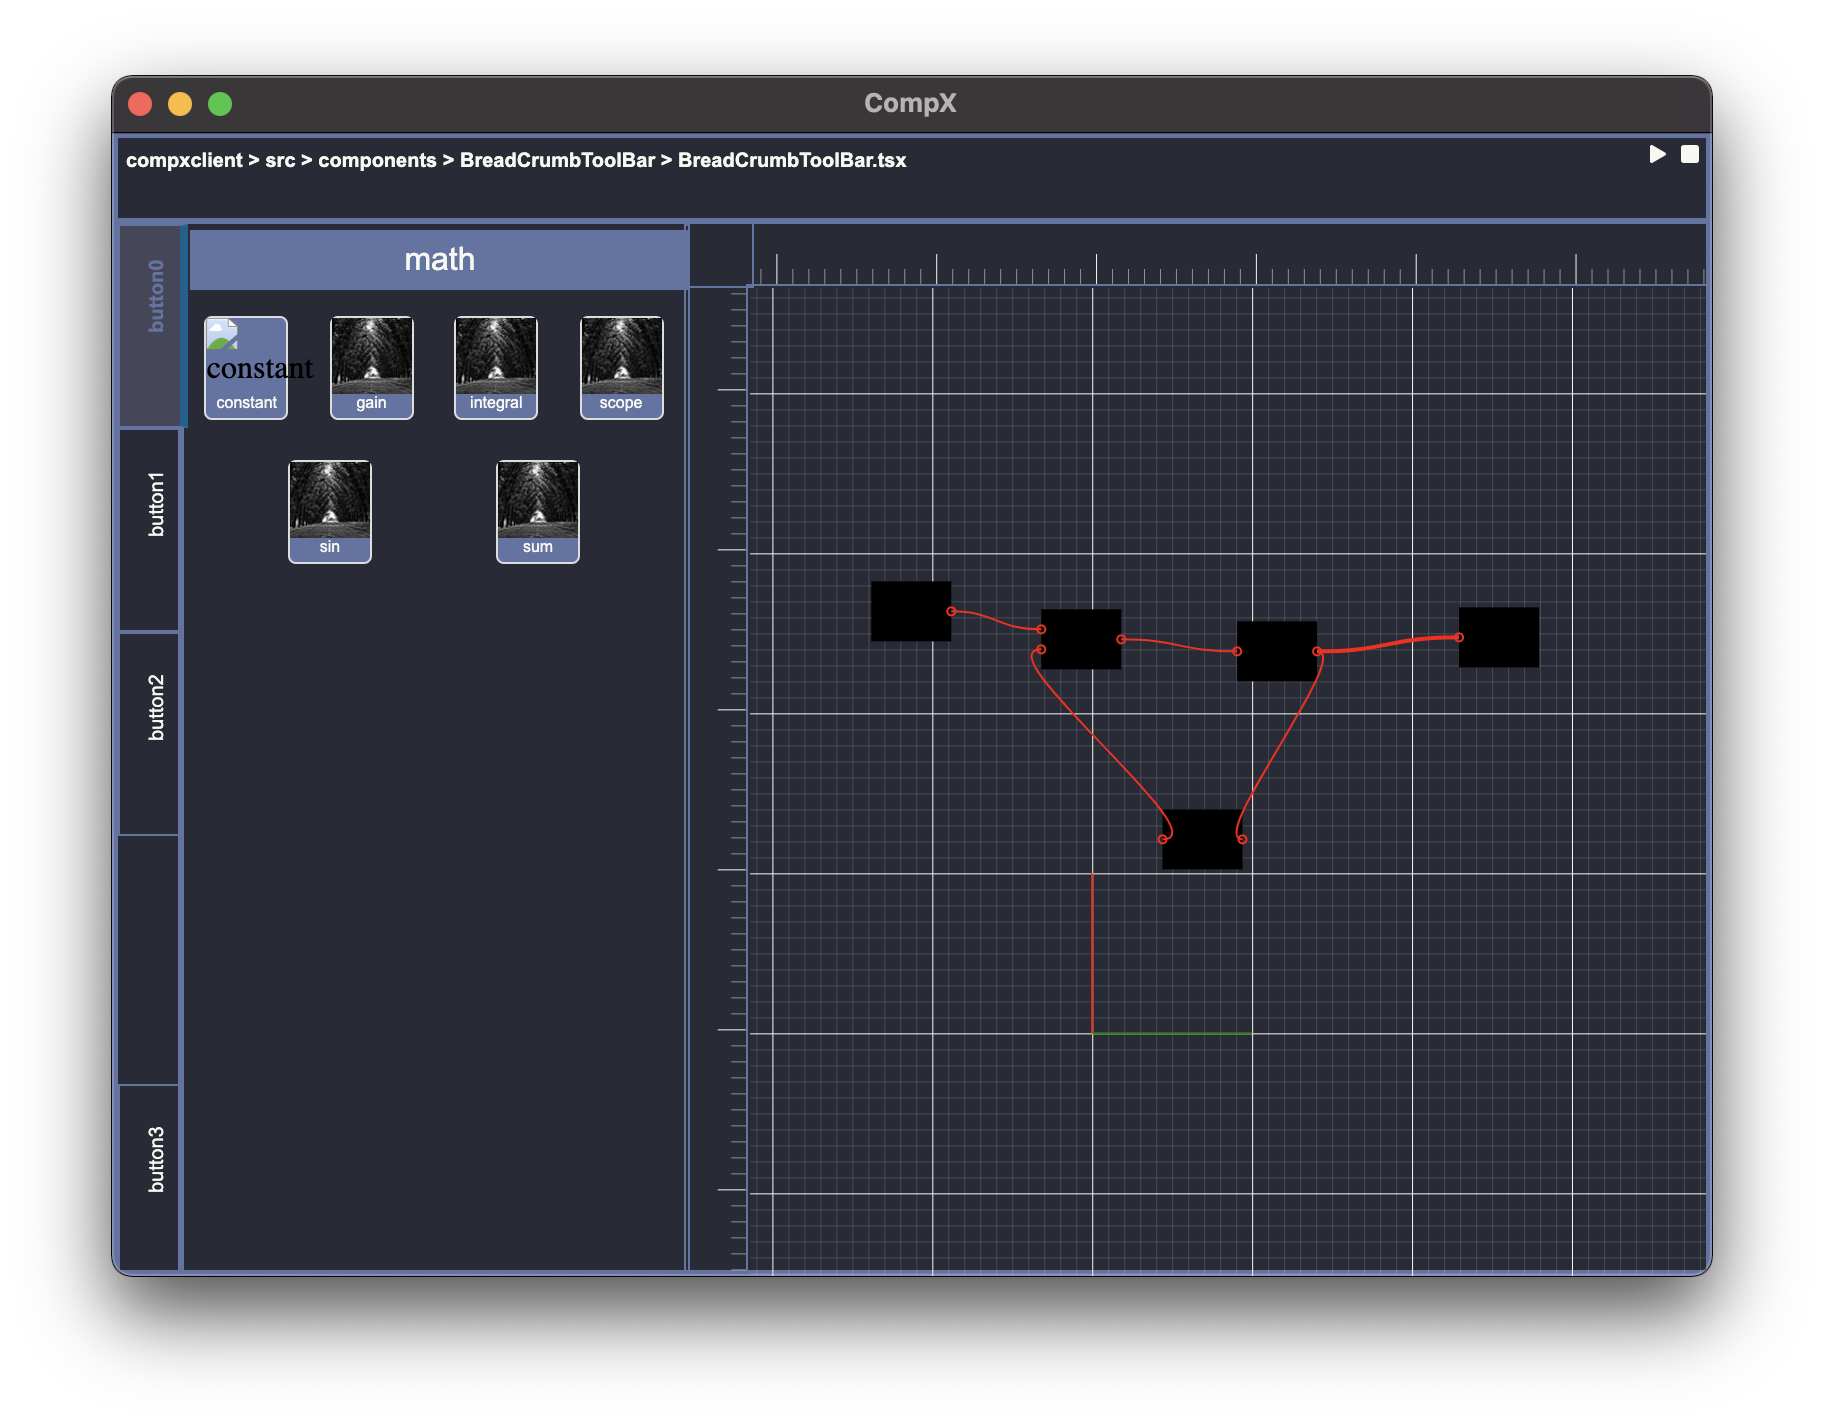 CompX
compxclient > src > components > BreadCrumbToolBar > BreadCrumbToolBar.tsx
button0
button1
button2
button3
math
constant
constant
gain
integral
scope
sin
sum